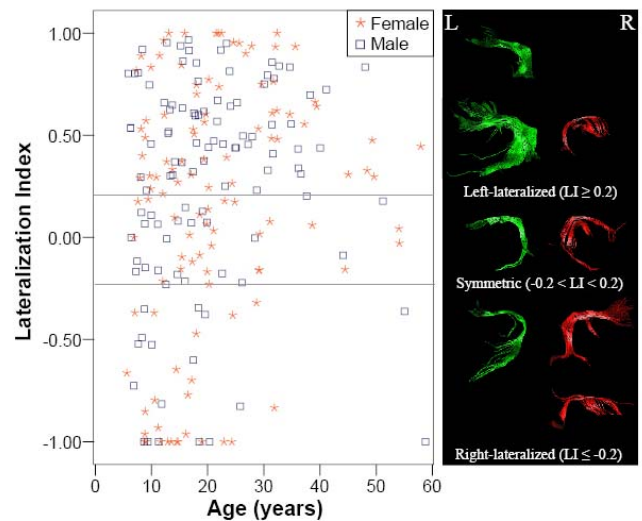 Female
Male
1.00
0.50
0.00
-0.50
-1.00
Lateralization Index
0 10 20 30 40 50 60
Age (years)
L R
Left-lateralized (LI ≥ 0.2)
Symmetric (-0.2 < LI < 0.2)
Right-lateralized (LI ≤ -0.2)